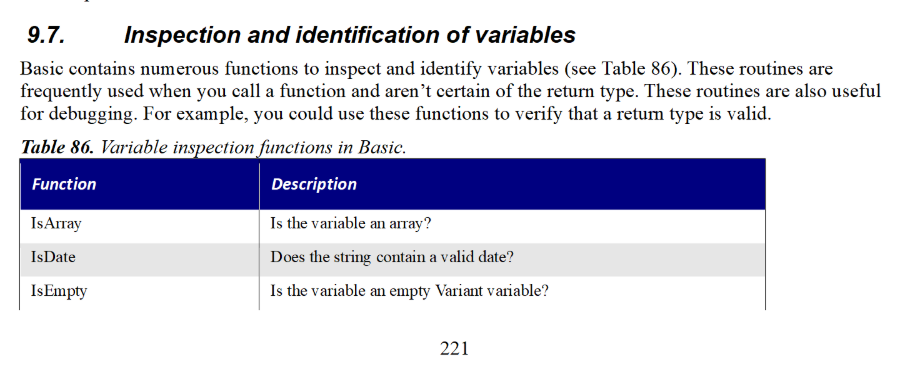 9.7. Inspection and identification of variables
Basic contains numerous functions to inspect and identify variables (see Table 86). These routines are
frequently used when you call a function and aren’t certain of the return type. These routines are also useful
for debugging. For example, you could use these functions to verify that a return type is valid.
Table 86. Variable inspection functions in Basic.
Function Description
IsArray Is the variable an array?
IsDate Does the string contain a valid date?
IsEmpty Is the variable an empty Variant variable?
221